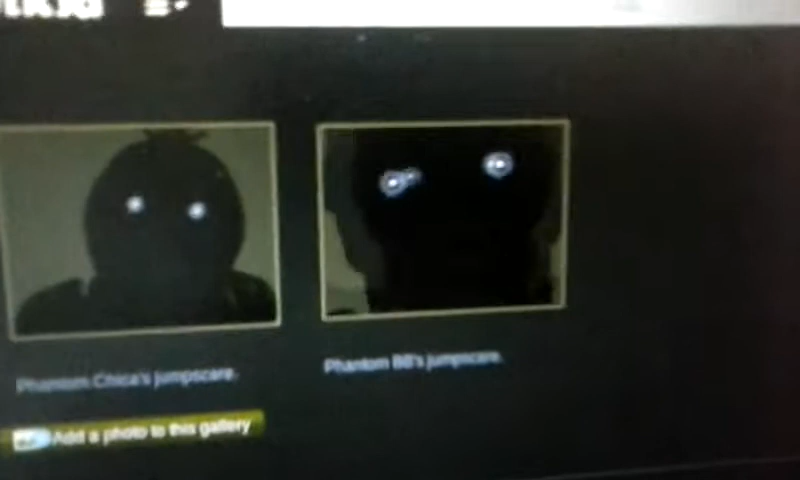 Phantom Chica's jumpscare.
Phantom BB's jumpscare.
Add a photo to this gallery